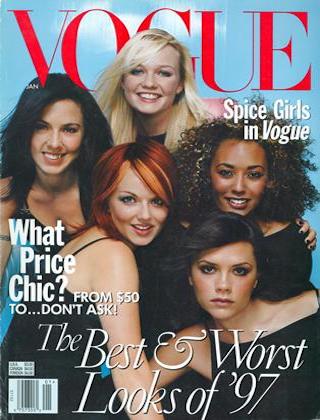 VOGUE
JAN
Spice Girls
in Vogue
What
Price
Chic? FROM $50
TO...DON'T ASK!
The Best & Worst
Looks of '97